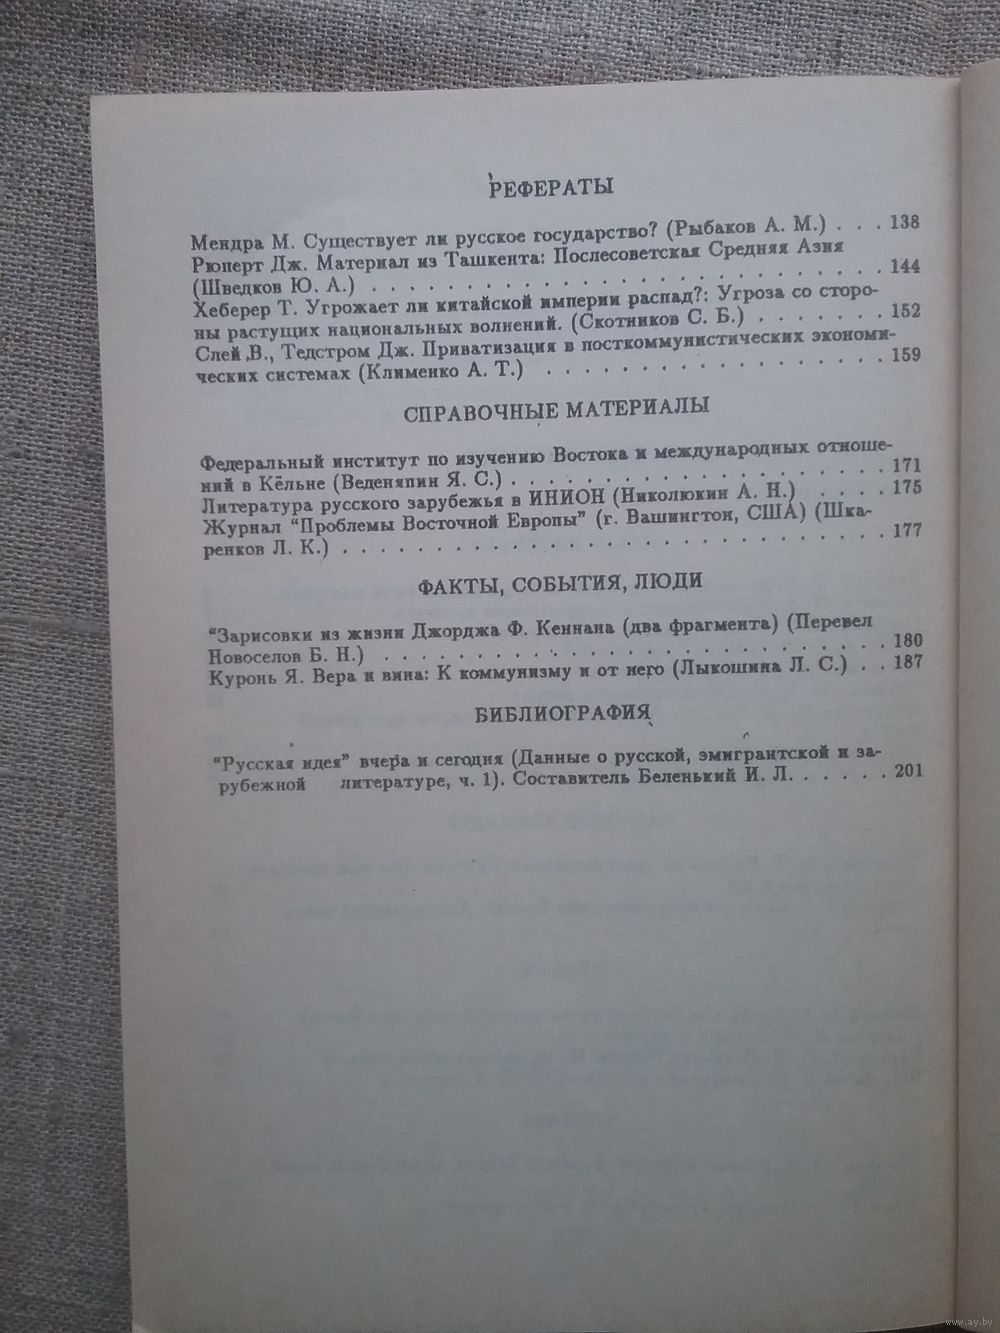 РЕФЕРАТЫ
Мендра М. Существует ли русское государство? (Рыбаков А. М.) . . . 138
Рюперт Дж. Материал из Ташкента: Послесоветская Средняя Азия
(Шведков Ю. А.) . . . . . . . . . . . . . . . . . . . . . . . . 144
Хеберер Т. Угрожает ли китайской империи распад?: Угроза со сторо-
ны растущих национальных волнений. (Скотников С. Б.) . . . . . . . 152
Слей В., Тедстром Дж. Приватизация в посткоммунистических экономи-
ческих системах (Клименко А. Т.) . . . . . . . . . . . . . . . . 159
СПРАВОЧНЫЕ МАТЕРИАЛЫ
Федеральный институт по изучению Востока и международных отноше-
ний в Кёльне (Веденяпин Я. С.) . . . . . . . . . . . . . . . . . . 171
Литература русского зарубежья в ИНИОН (Николюкин А. Н.) . . . . 175
Журнал “Проблемы Восточной Европы” (г. Вашингтон, США) (Шка-
ренков Л. К.) . . . . . . . . . . . . . . . . . . . . . . . . . . 177
ФАКТЫ, СОБЫТИЯ, ЛЮДИ
“Зарисовки из жизни Джорджа Ф. Кеннана (два фрагмента) (Перевел
Новоселов Б. Н.) . . . . . . . . . . . . . . . . . . . . . . . . 180
Куронь Я. Вера и вина: К коммунизму и от него (Лыкошина Л. С.) . . 187
БИБЛИОГРАФИЯ
“Русская идея” вчера и сегодня (Данные о русской, эмигрантской и за-
рубежной литературе, ч. 1). Составитель Беленький И. Л. . . . . . 201
www.ay.by